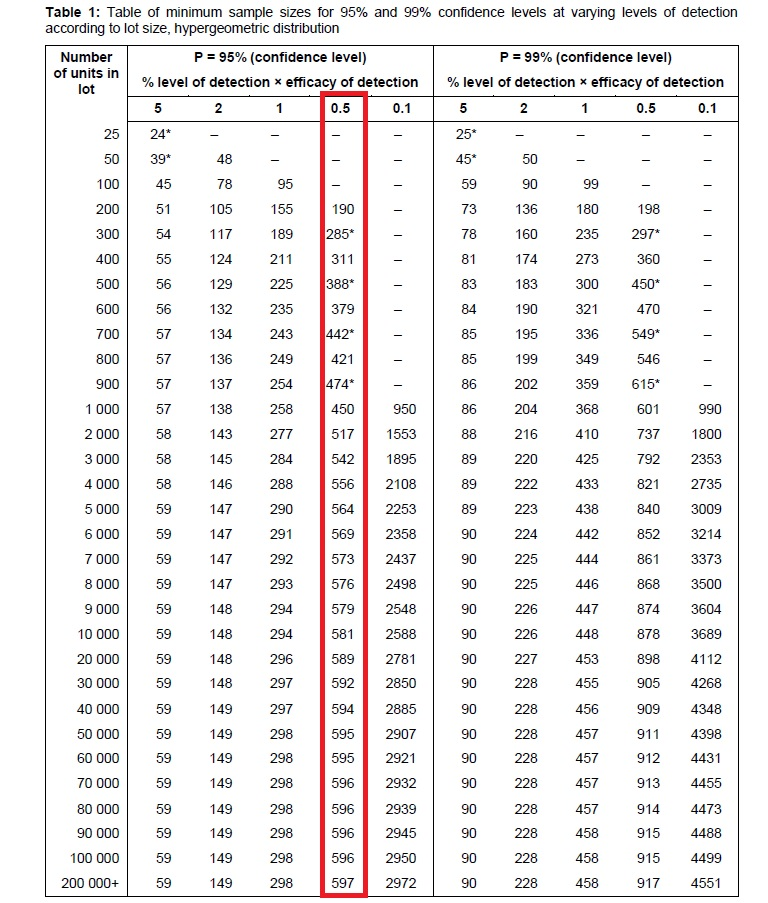 Table 1: Table of minimum sample sizes for 95% and 99% confidence levels at varying levels of detection
according to lot size, hypergeometric distribution
Number of units in lot P = 95% (confidence level) P = 99% (confidence level)
% level of detection × efficacy of detection % level of detection × efficacy of detection
5 2 1 0.5 0.1 5 2 1 0.5 0.1
25 24* – – – – 25* – – – –
50 39* 48 – – – 45* 50 – – –
100 45 78 95 – – 59 90 99 – –
200 51 105 155 190 – 73 136 180 198 –
300 54 117 189 285* – 78 160 235 297* –
400 55 124 211 311 – 81 174 273 360 –
500 56 129 225 388* – 83 183 300 450* –
600 56 132 235 379 – 84 190 321 470 –
700 57 134 243 442* – 85 195 336 549* –
800 57 136 249 421 – 85 199 349 546 –
900 57 137 254 474* – 86 202 359 615* –
1 000 57 138 258 450 950 86 204 368 601 990
2 000 58 143 277 517 1553 88 216 410 737 1800
3 000 58 145 284 542 1895 89 220 425 792 2353
4 000 58 146 288 556 2108 89 222 433 821 2735
5 000 59 147 290 564 2253 89 223 438 840 3009
6 000 59 147 291 569 2358 90 224 442 852 3214
7 000 59 147 292 573 2437 90 225 444 861 3373
8 000 59 147 293 576 2498 90 225 446 868 3500
9 000 59 148 294 579 2548 90 226 447 874 3604
10 000 59 148 294 581 2588 90 226 448 878 3689
20 000 59 148 296 589 2781 90 227 453 898 4112
30 000 59 148 297 592 2850 90 228 455 905 4268
40 000 59 149 297 594 2885 90 228 456 909 4348
50 000 59 149 298 595 2907 90 228 457 911 4398
60 000 59 149 298 595 2921 90 228 457 912 4431
70 000 59 149 298 596 2932 90 228 457 913 4455
80 000 59 149 298 596 2939 90 228 457 914 4473
90 000 59 149 298 596 2945 90 228 458 915 4488
100 000 59 149 298 596 2950 90 228 458 915 4499
200 000+ 59 149 298 597 2972 90 228 458 917 4551